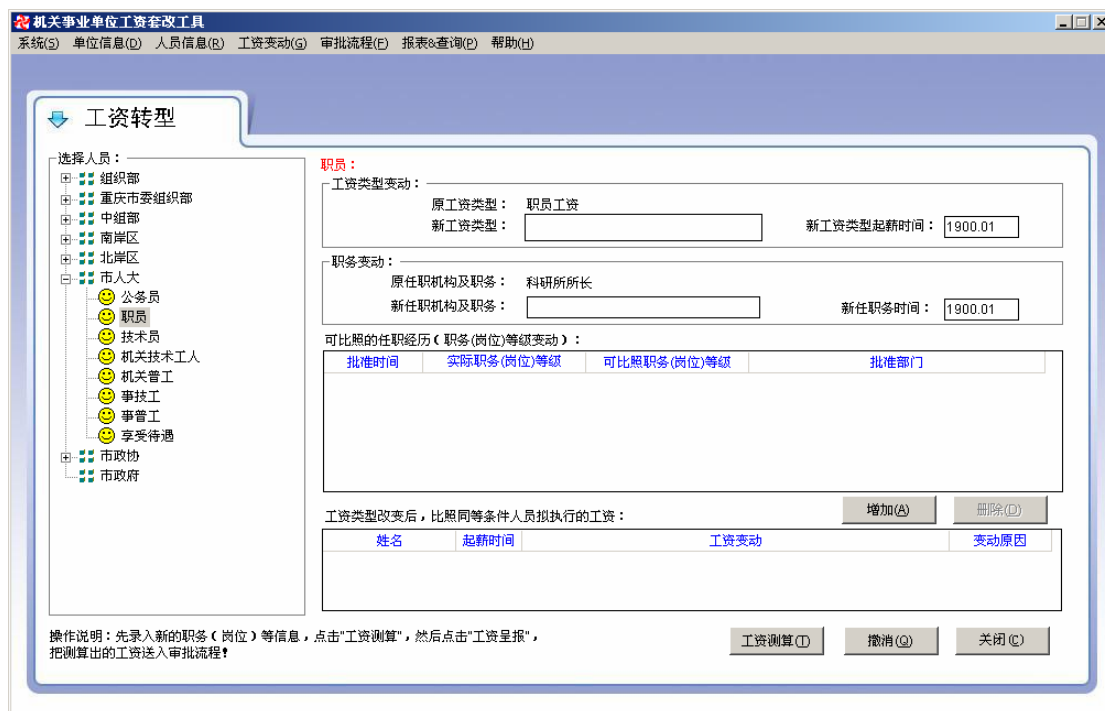 机关事业单位工资套改工具
系统(S) 单位信息(D) 人员信息(R) 工资变动(G) 审批流程(F) 报表&查询(P) 帮助(H)
工资转型
选择人员：
组织部
重庆市委组织部
中组部
南岸区
北岸区
市人大
公务员
职员
技术员
机关技术工人
机关普工
事技工
事普工
享受待遇
市政协
市政府
职员：
工资类型变动：
原工资类型： 职员工资
新工资类型： 新工资类型起薪时间： 1900.01
职务变动：
原任职机构及职务： 科研所所长
新任职机构及职务： 新任职务时间： 1900.01
可比照的任职经历(职务(岗位)等级变动)：
批准时间 实际职务(岗位)等级 可比照职务(岗位)等级 批准部门
增加(A) 删除(D)
工资类型改变后，比照同等条件人员拟执行的工资：
姓名 起薪时间 工资变动 变动原因
操作说明：先录入新的职务(岗位)等信息，点击"工资测算"，然后点击"工资呈报"，
把测算出的工资送入审批流程！
工资测算(T) 撤消(Q) 关闭(C)